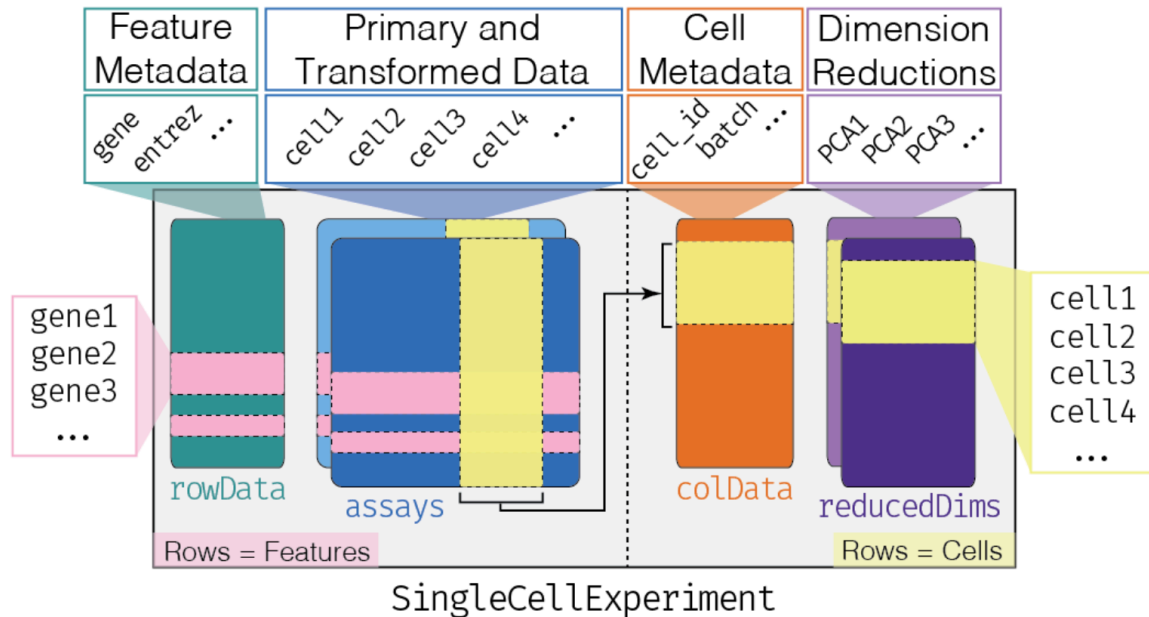 Feature
Metadata
Primary and
Transformed Data
Cell
Metadata
Dimension
Reductions
gene
entrez
...
cell1
cell2
cell3
cell4
...
cell_id
batch
...
PCA1
PCA2
PCA3
...
gene1
gene2
gene3
...
cell1
cell2
cell3
cell4
...
rowData
assays
colData
reducedDims
Rows = Features
Rows = Cells
SingleCellExperiment